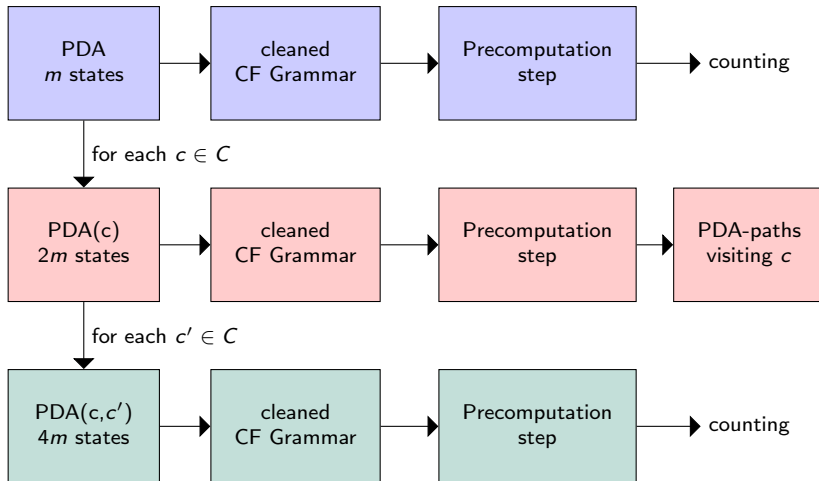 PDA
m states
cleaned
CF Grammar
Precomputation
step
counting
for each c ∈ C
PDA(c)
2m states
cleaned
CF Grammar
Precomputation
step
PDA-paths
visiting c
for each c′ ∈ C
PDA(c,c′)
4m states
cleaned
CF Grammar
Precomputation
step
counting